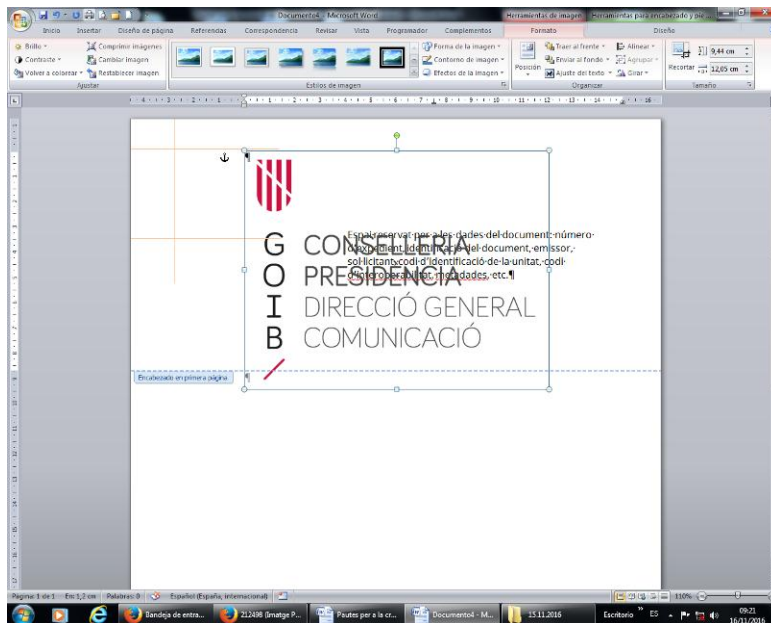 Documento4 - Microsoft Word
Herramientas de imagen
Herramientas para encabezado y pie
Inicio
Insertar
Diseño de página
Referencias
Correspondencia
Revisar
Vista
Programador
Complementos
Formato
Diseño
Brillo
Contraste
Volver a colorear
Comprimir imágenes
Cambiar imagen
Restablecer imagen
Ajustar
Estilos de imagen
Forma de la imagen
Contorno de imagen
Efectos de la imagen
Posición
Traer al frente
Enviar al fondo
Ajuste del texto
Alinear
Agrupar
Girar
Organizar
Recortar
9,44 cm
12,05 cm
Tamaño
Espai reservat per a les dades del document: número
d'expedient, identificació del document, emissor,
sol·licitant, codi d'identificació de la unitat, codi
d'interoperabilitat, metadades, etc.
G CONSELLERIA
O PRESIDÈNCIA
I DIRECCIÓ GENERAL
B COMUNICACIÓ
Encabezado en primera página
Página: 1 de 1 En: 1,2 cm Palabras: 0 Español (España, internacional)
110%
Bandeja de entra...
212498 (Imatge P...
Pautes per a la cr...
Documento4 - M...
15.11.2016
Escritorio
ES
09:21
16/11/2016